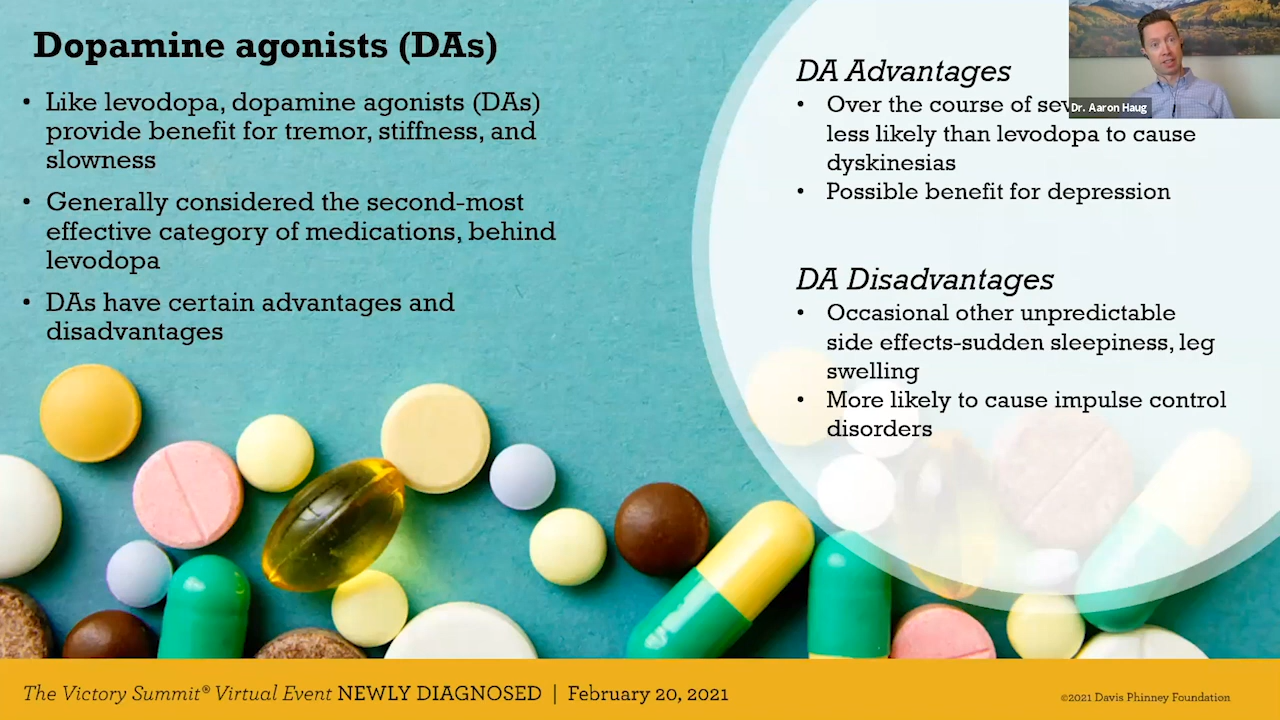 Dopamine agonists (DAs)
• Like levodopa, dopamine agonists (DAs)
provide benefit for tremor, stiffness, and
slowness
• Generally considered the second-most
effective category of medications, behind
levodopa
• DAs have certain advantages and
disadvantages
DA Advantages
• Over the course of
less likely than levodopa to cause
dyskinesias
• Possible benefit for depression
DA Disadvantages
• Occasional other unpredictable
side effects-sudden sleepiness, leg
swelling
• More likely to cause impulse control
disorders
Dr. Aaron Haug
The Victory Summit® Virtual Event NEWLY DIAGNOSED | February 20, 2021
©2021 Davis Phinney Foundation